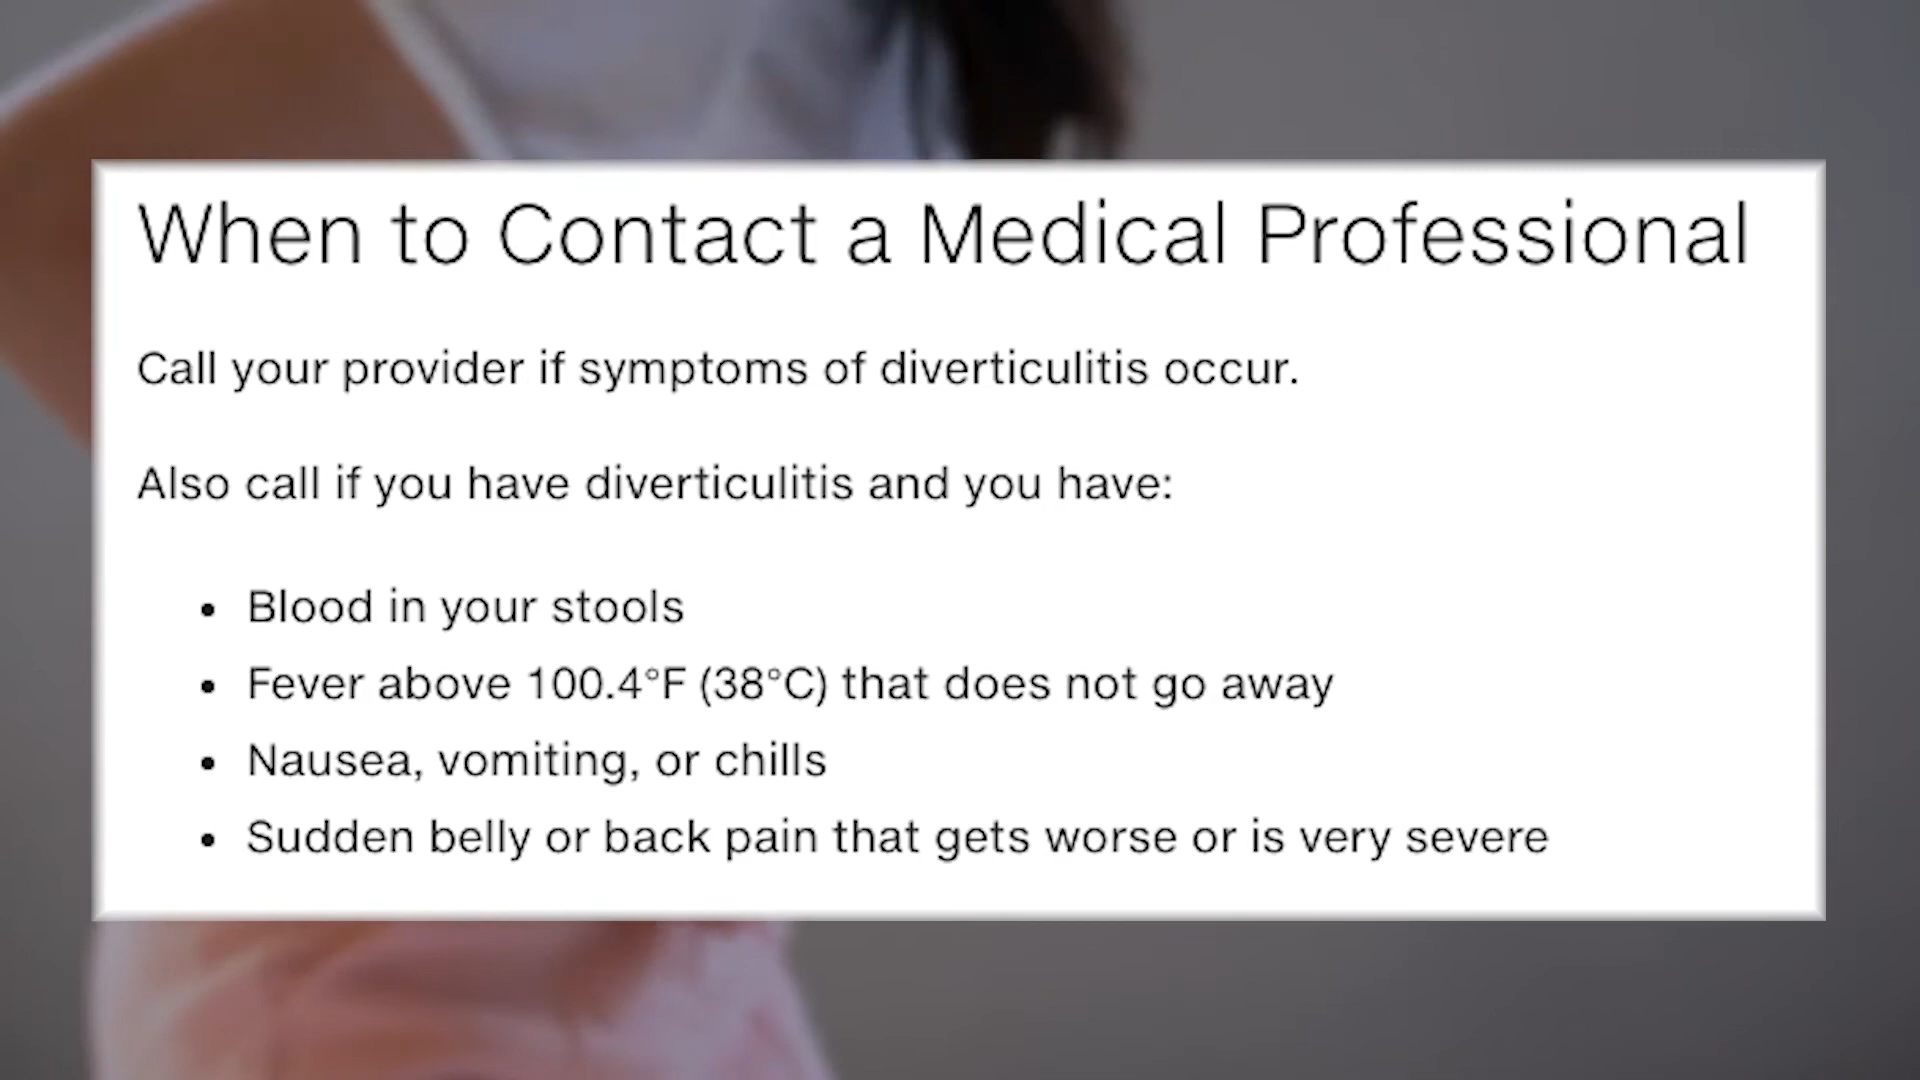 When to Contact a Medical Professional
Call your provider if symptoms of diverticulitis occur.
Also call if you have diverticulitis and you have:
• Blood in your stools
• Fever above 100.4°F (38°C) that does not go away
• Nausea, vomiting, or chills
• Sudden belly or back pain that gets worse or is very severe